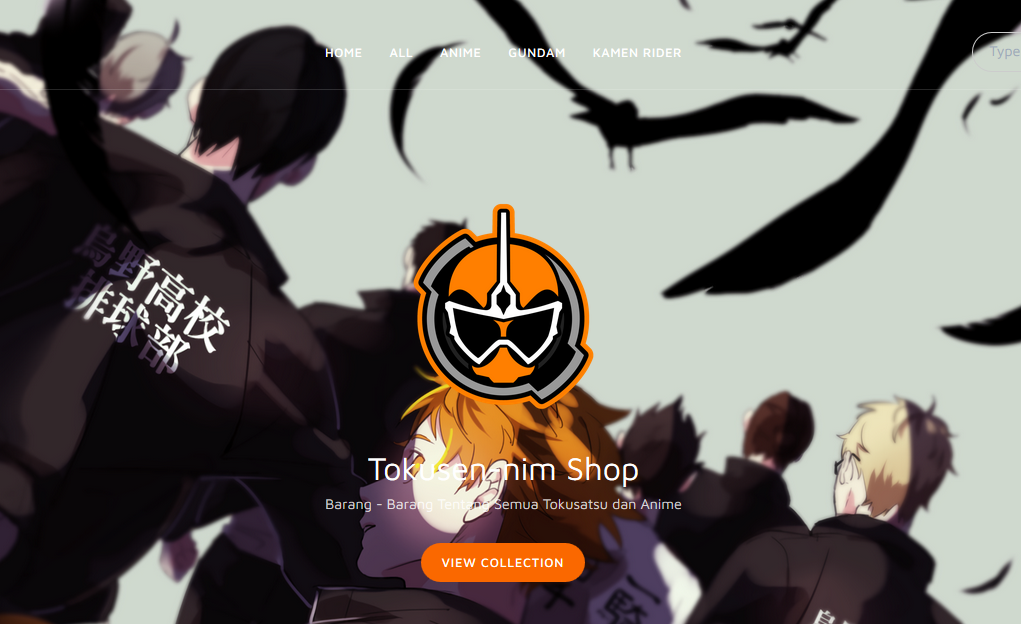 HOME ALL ANIME GUNDAM KAMEN RIDER Type
烏野高校
排球部
Tokusen-nim Shop
Barang - Barang Tentang Semua Tokusatsu dan Anime
VIEW COLLECTION